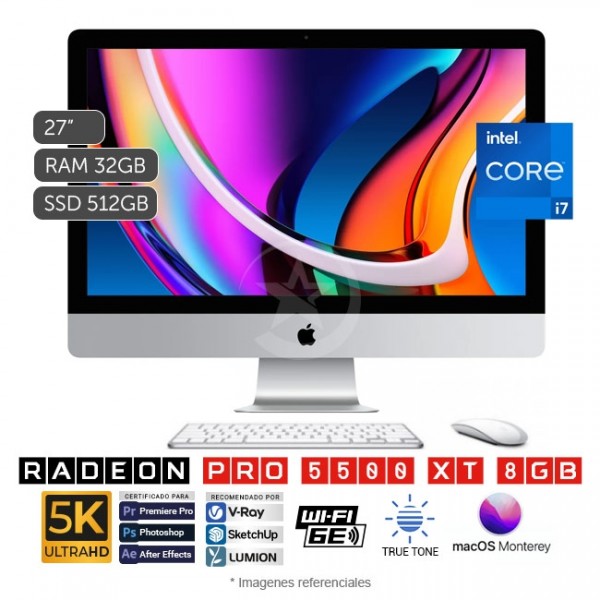 27”
RAM 32GB
SSD 512GB
intel
CORE
i7
RADEON PRO 5500 XT 8GB
5K
ULTRAHD
CERTIFICADO PARA
Pr Premiere Pro
Ps Photoshop
Ae After Effects
RECOMENDADO POR
V-Ray
SketchUp
LUMION
WI-FI
6E
TRUE TONE
macOS Monterey
* Imagenes referenciales